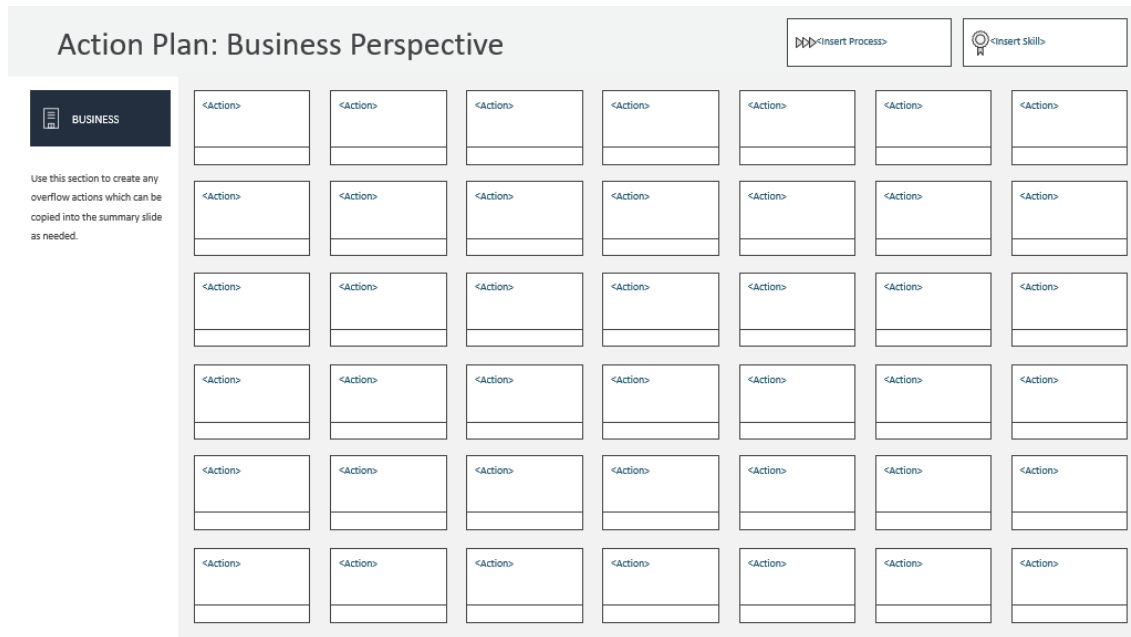 Action Plan: Business Perspective
<Insert Process>
<Insert Skill>
BUSINESS
Use this section to create any
overflow actions which can be
copied into the summary slide
as needed.
<Action> <Action> <Action> <Action> <Action> <Action> <Action>
<Action> <Action> <Action> <Action> <Action> <Action> <Action>
<Action> <Action> <Action> <Action> <Action> <Action> <Action>
<Action> <Action> <Action> <Action> <Action> <Action> <Action>
<Action> <Action> <Action> <Action> <Action> <Action> <Action>
<Action> <Action> <Action> <Action> <Action> <Action> <Action>